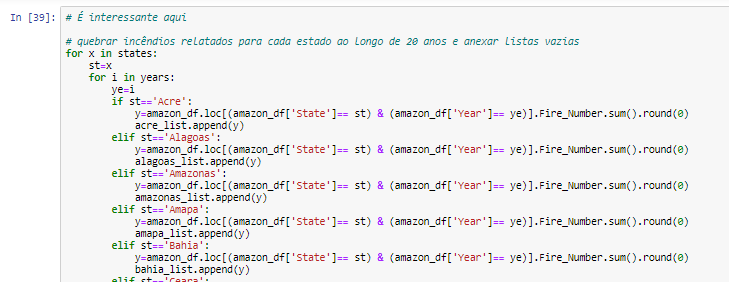 In [39]: # É interessante aqui
# quebrar incêndios relatados para cada estado ao longo de 20 anos e anexar listas vazias
for x in states:
st=x
for i in years:
ye=i
if st=='Acre':
y=amazon_df.loc[(amazon_df['State']== st) & (amazon_df['Year']== ye)].Fire_Number.sum().round(0)
acre_list.append(y)
elif st=='Alagoas':
y=amazon_df.loc[(amazon_df['State']== st) & (amazon_df['Year']== ye)].Fire_Number.sum().round(0)
alagoas_list.append(y)
elif st=='Amazonas':
y=amazon_df.loc[(amazon_df['State']== st) & (amazon_df['Year']== ye)].Fire_Number.sum().round(0)
amazonas_list.append(y)
elif st=='Amapa':
y=amazon_df.loc[(amazon_df['State']== st) & (amazon_df['Year']== ye)].Fire_Number.sum().round(0)
amapa_list.append(y)
elif st=='Bahia':
y=amazon_df.loc[(amazon_df['State']== st) & (amazon_df['Year']== ye)].Fire_Number.sum().round(0)
bahia_list.append(y)
elif st=='Ceara':